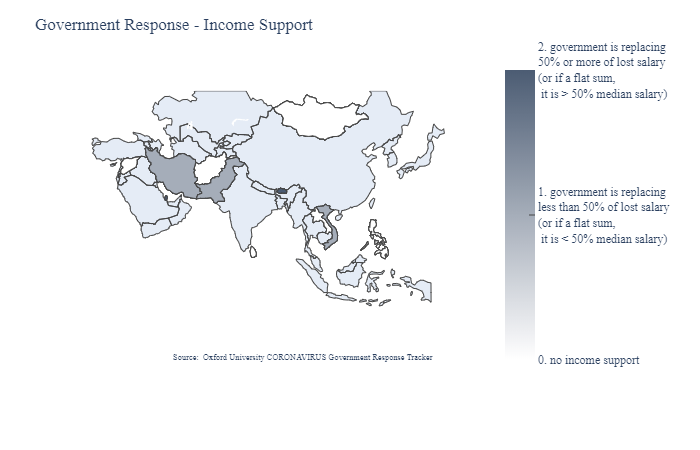 Government Response - Income Support
2. government is replacing
50% or more of lost salary
(or if a flat sum,
it is > 50% median salary)
1. government is replacing
less than 50% of lost salary
(or if a flat sum,
it is < 50% median salary)
0. no income support
Source: Oxford University CORONAVIRUS Government Response Tracker